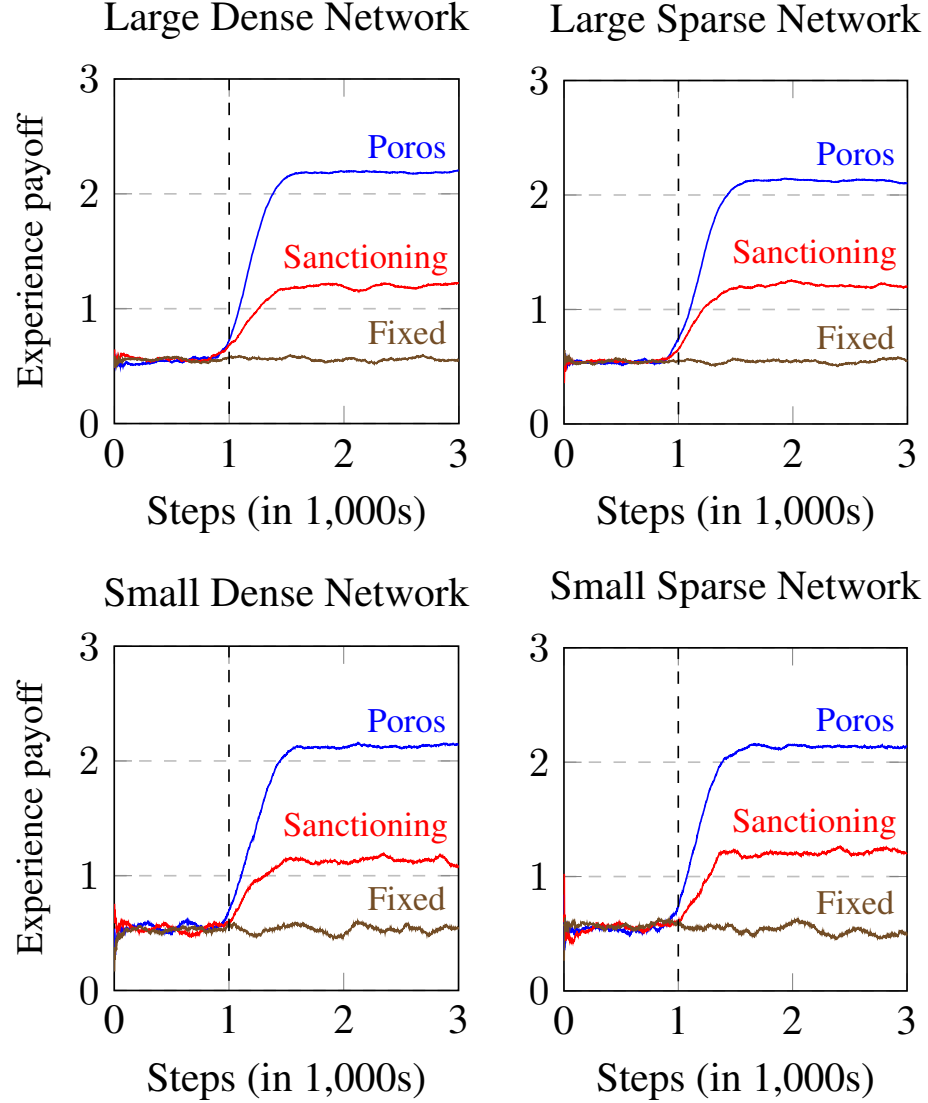 Large Dense Network
Experience payoff
3
2
1
0
Poros
Sanctioning
Fixed
0 1 2 3
Steps (in 1,000s)
Large Sparse Network
3
2
1
0
Poros
Sanctioning
Fixed
0 1 2 3
Steps (in 1,000s)
Small Dense Network
Experience payoff
3
2
1
0
Poros
Sanctioning
Fixed
0 1 2 3
Steps (in 1,000s)
Small Sparse Network
3
2
1
0
Poros
Sanctioning
Fixed
0 1 2 3
Steps (in 1,000s)